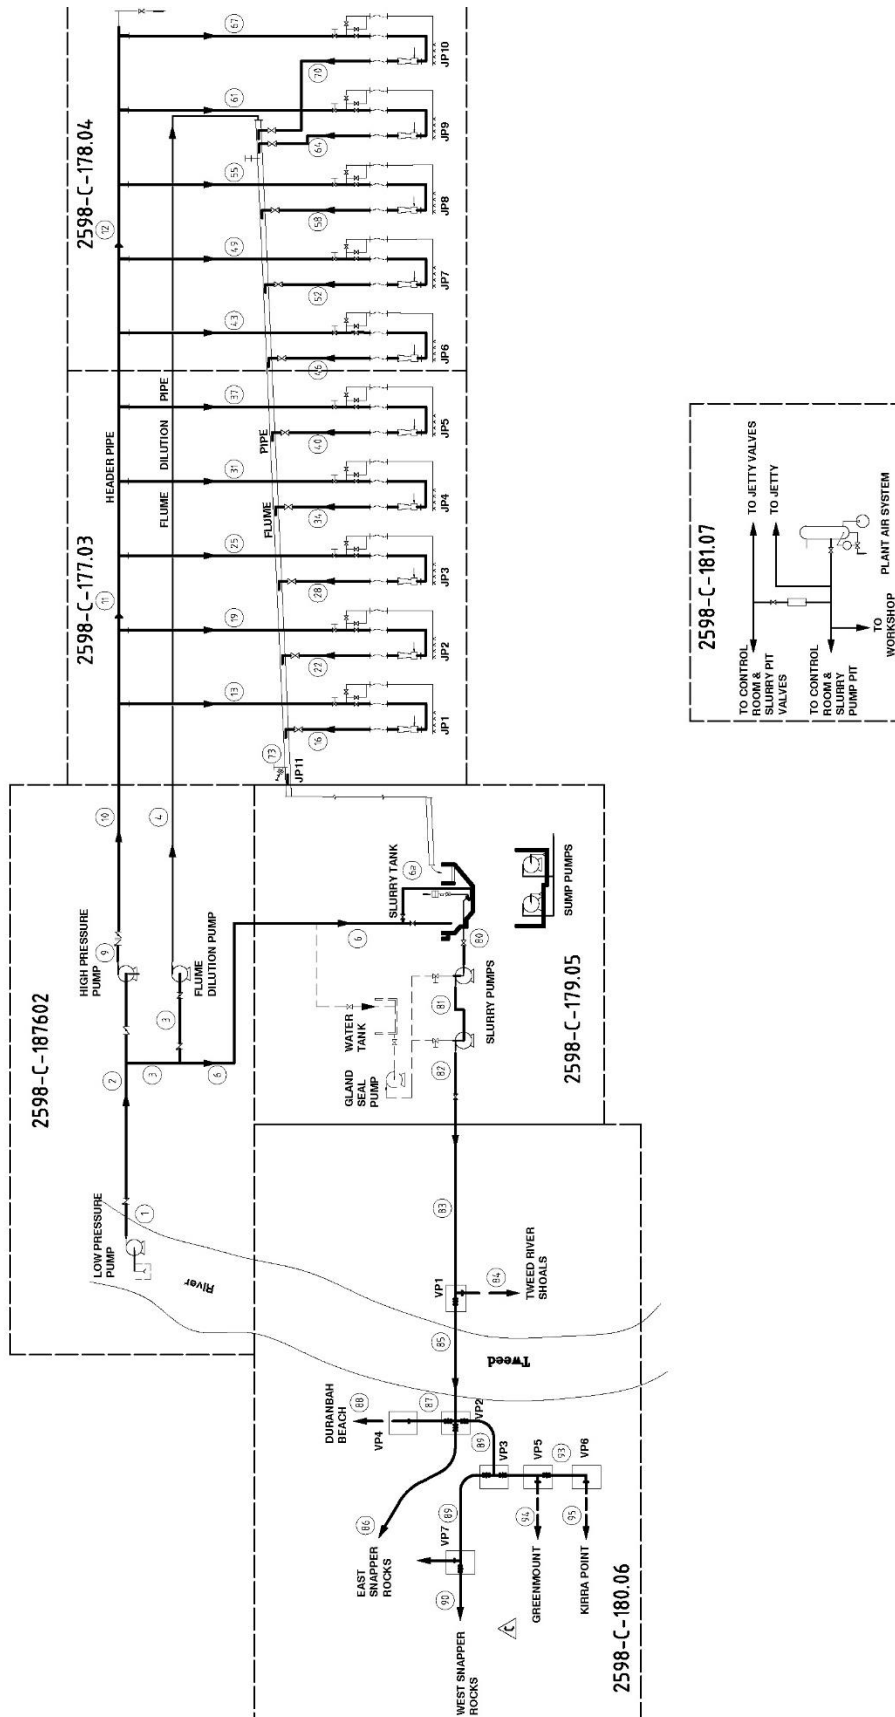 2598-C-187602
LOW PRESSURE
PUMP
1
River
2
3
3
6
HIGH PRESSURE
PUMP
9
FLUME
DILUTION PUMP
10
4
2598-C-177.03
11
HEADER PIPE
FLUME DILUTION PIPE
13
19
25
31
37
FLUME PIPE
73
JP11
16
JP1
22
JP2
28
JP3
34
JP4
40
JP5
2598-C-178.04
12
43
49
55
61
67
46
JP6
52
JP7
58
JP8
64
JP9
70
JP10
2598-C-179.05
6
SLURRY TANK
6a
WATER
TANK
GLAND
SEAL
PUMP
80
81
82
SLURRY PUMPS
SUMP PUMPS
2598-C-180.06
83
VP1
84
TWEED RIVER
SHOALS
85
Tweed
DURANBAH
BEACH
88
VP4
87
VP2
89
86
EAST
SNAPPER
ROCKS
VP3
VP5
93
VP6
89
VP7
90
WEST SNAPPER
ROCKS
94
GREENMOUNT
95
KIRRA POINT
C
2598-C-181.07
TO CONTROL
ROOM &
SLURRY PIT
VALVES
TO CONTROL
ROOM &
SLURRY
PUMP PIT
TO JETTY VALVES
TO JETTY
TO
WORKSHOP
PLANT AIR SYSTEM